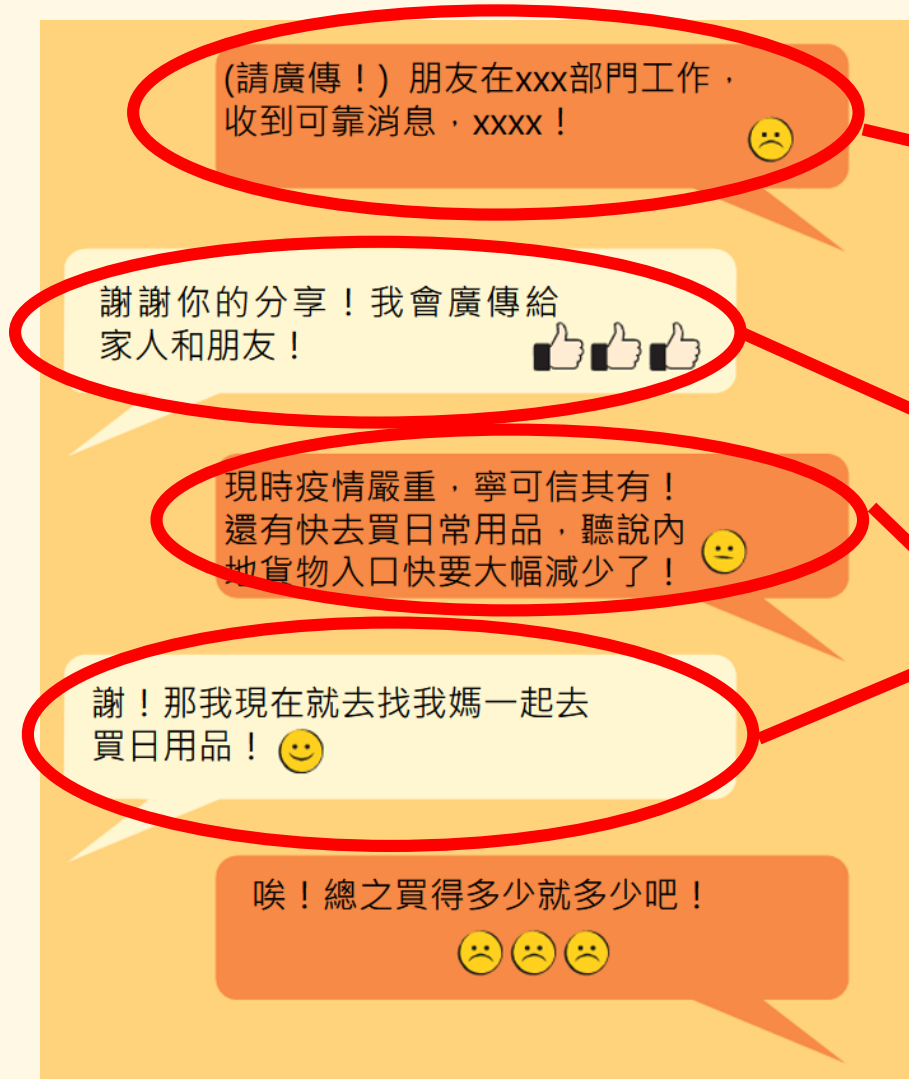 (請廣傳！) 朋友在xxx部門工作，
收到可靠消息，xxxx！
謝謝你的分享！我會廣傳給
家人和朋友！
現時疫情嚴重，寧可信其有！
還有快去買日常用品，聽說內
地貨物入口快要大幅減少了！
謝！那我現在就去找我媽一起去
買日用品！
唉！總之買得多少就多少吧！